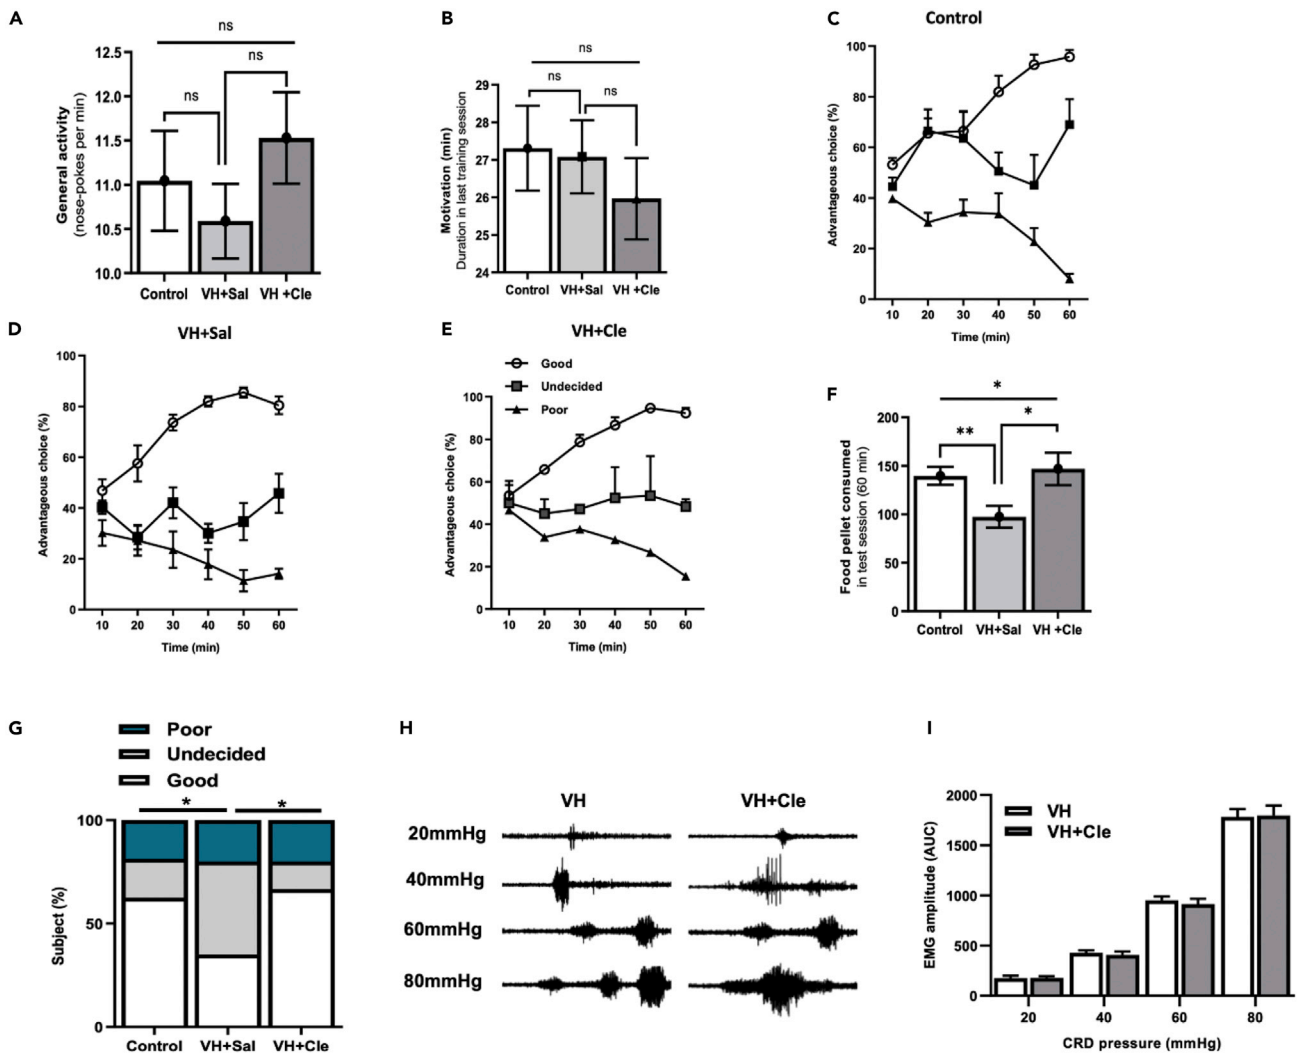 A
ns
ns
ns
12.5
12.0
11.5
11.0
10.5
10.0
General activity
(nose-pokes per min)
Control VH+Sal VH +Cle
B
ns
ns
ns
29
28
27
26
25
24
Motivation (min)
Duration in last training session
Control VH+Sal VH +Cle
C
Control
100
80
60
40
20
0
Advantageous choice (%)
10 20 30 40 50 60
Time (min)
D
VH+Sal
100
80
60
40
20
0
Advantageous choice (%)
10 20 30 40 50 60
Time (min)
E
VH+Cle
Good
Undecided
Poor
100
80
60
40
20
0
Advantageous choice (%)
10 20 30 40 50 60
Time (min)
F
*
**
*
200
150
100
50
0
Food pellet consumed
in test session (60 min)
Control VH+Sal VH +Cle
G
Poor
Undecided
Good
*
*
100
50
0
Subject (%)
Control VH+Sal VH+Cle
H
VH VH+Cle
20mmHg
40mmHg
60mmHg
80mmHg
I
VH
VH+Cle
2000
1500
1000
500
0
EMG amplitude (AUC)
20 40 60 80
CRD pressure (mmHg)